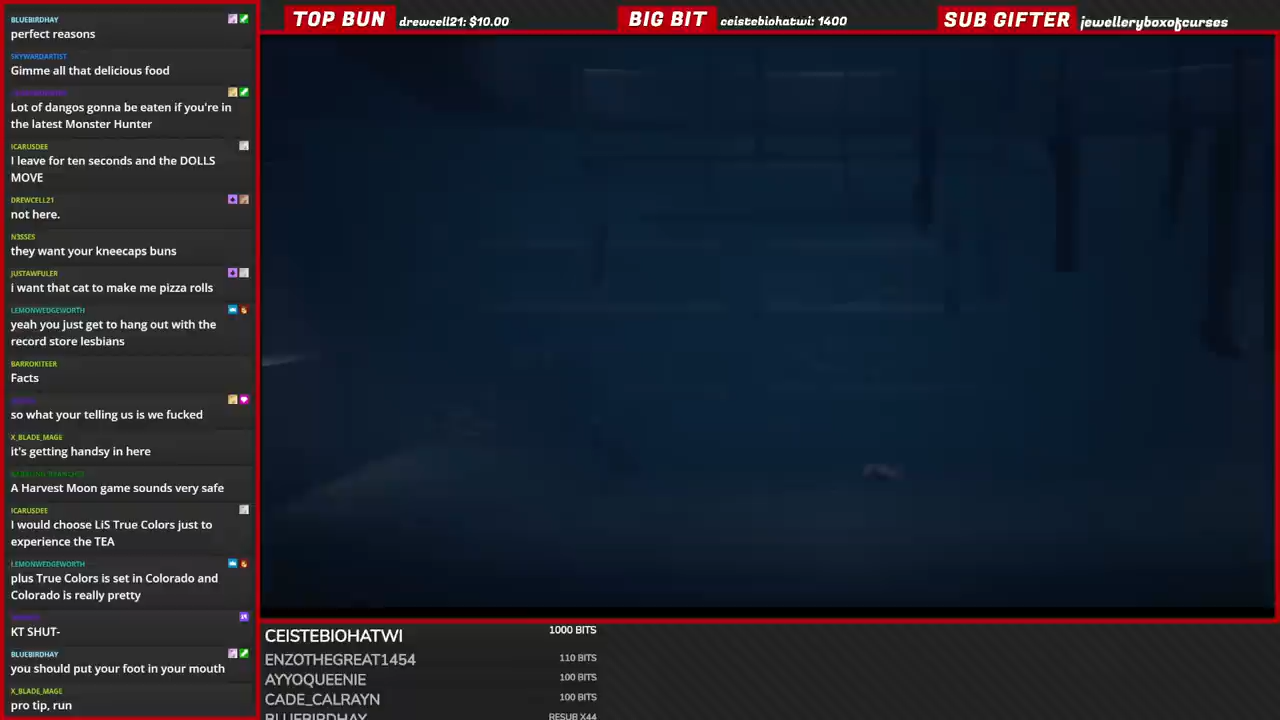 TOP BUN drewcell21: $10.00
BIG BIT ceistebiohatwi: 1400
SUB GIFTER jewelleryboxofcurses
BLUEBIRDHAY
perfect reasons
SKYWARDARTIST
Gimme all that delicious food
Lot of dangos gonna be eaten if you're in
the latest Monster Hunter
ICARUSDEE
I leave for ten seconds and the DOLLS
MOVE
DREWCELL21
not here.
N3SSES
they want your kneecaps buns
JUSTAWFULER
i want that cat to make me pizza rolls
LEMONWEDGEWORTH
yeah you just get to hang out with the
record store lesbians
BARROKITEER
Facts
so what your telling us is we fucked
X_BLADE_MAGE
it's getting handsy in here
A Harvest Moon game sounds very safe
ICARUSDEE
I would choose LiS True Colors just to
experience the TEA
LEMONWEDGEWORTH
plus True Colors is set in Colorado and
Colorado is really pretty
KT SHUT-
BLUEBIRDHAY
you should put your foot in your mouth
X_BLADE_MAGE
pro tip, run
CEISTEBIOHATWI 1000 BITS
ENZOTHEGREAT1454 110 BITS
AYYOQUEENIE 100 BITS
CADE_CALRAYN 100 BITS
BLUEBIRDHAY RESUB X44